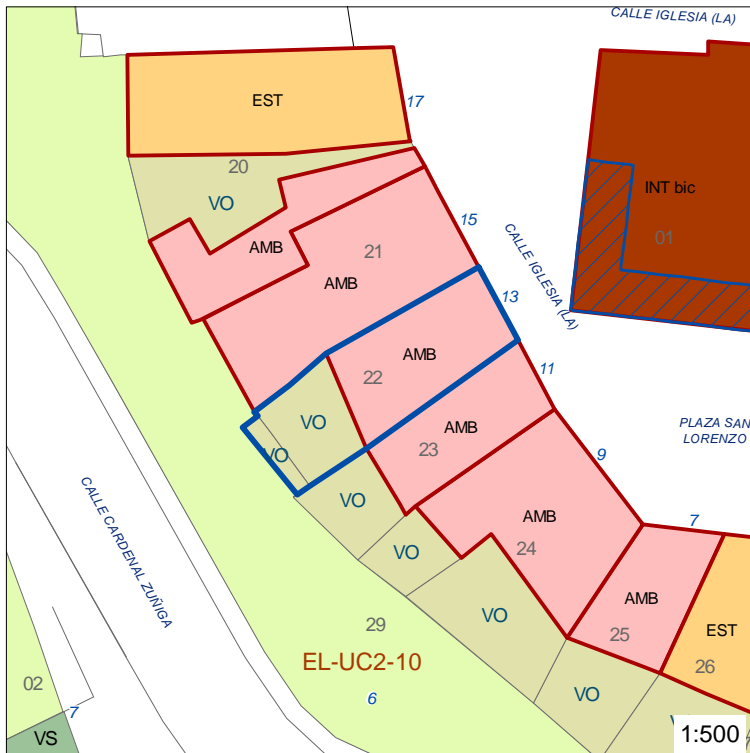 CALLE IGLESIA (LA)
EST
17
20
VO
INT bic
15
AMB
21
01
CALLE IGLESIA (LA)
AMB
13
AMB
22
11
VO
PLAZA SAN
LORENZO
AMB
23
VO
9
CALLE CARDENAL ZUÑIGA
VO
AMB
7
VO
24
AMB
VO
29
EST
25
EL-UC2-10
26
02
6
VO
7
VS
1:500